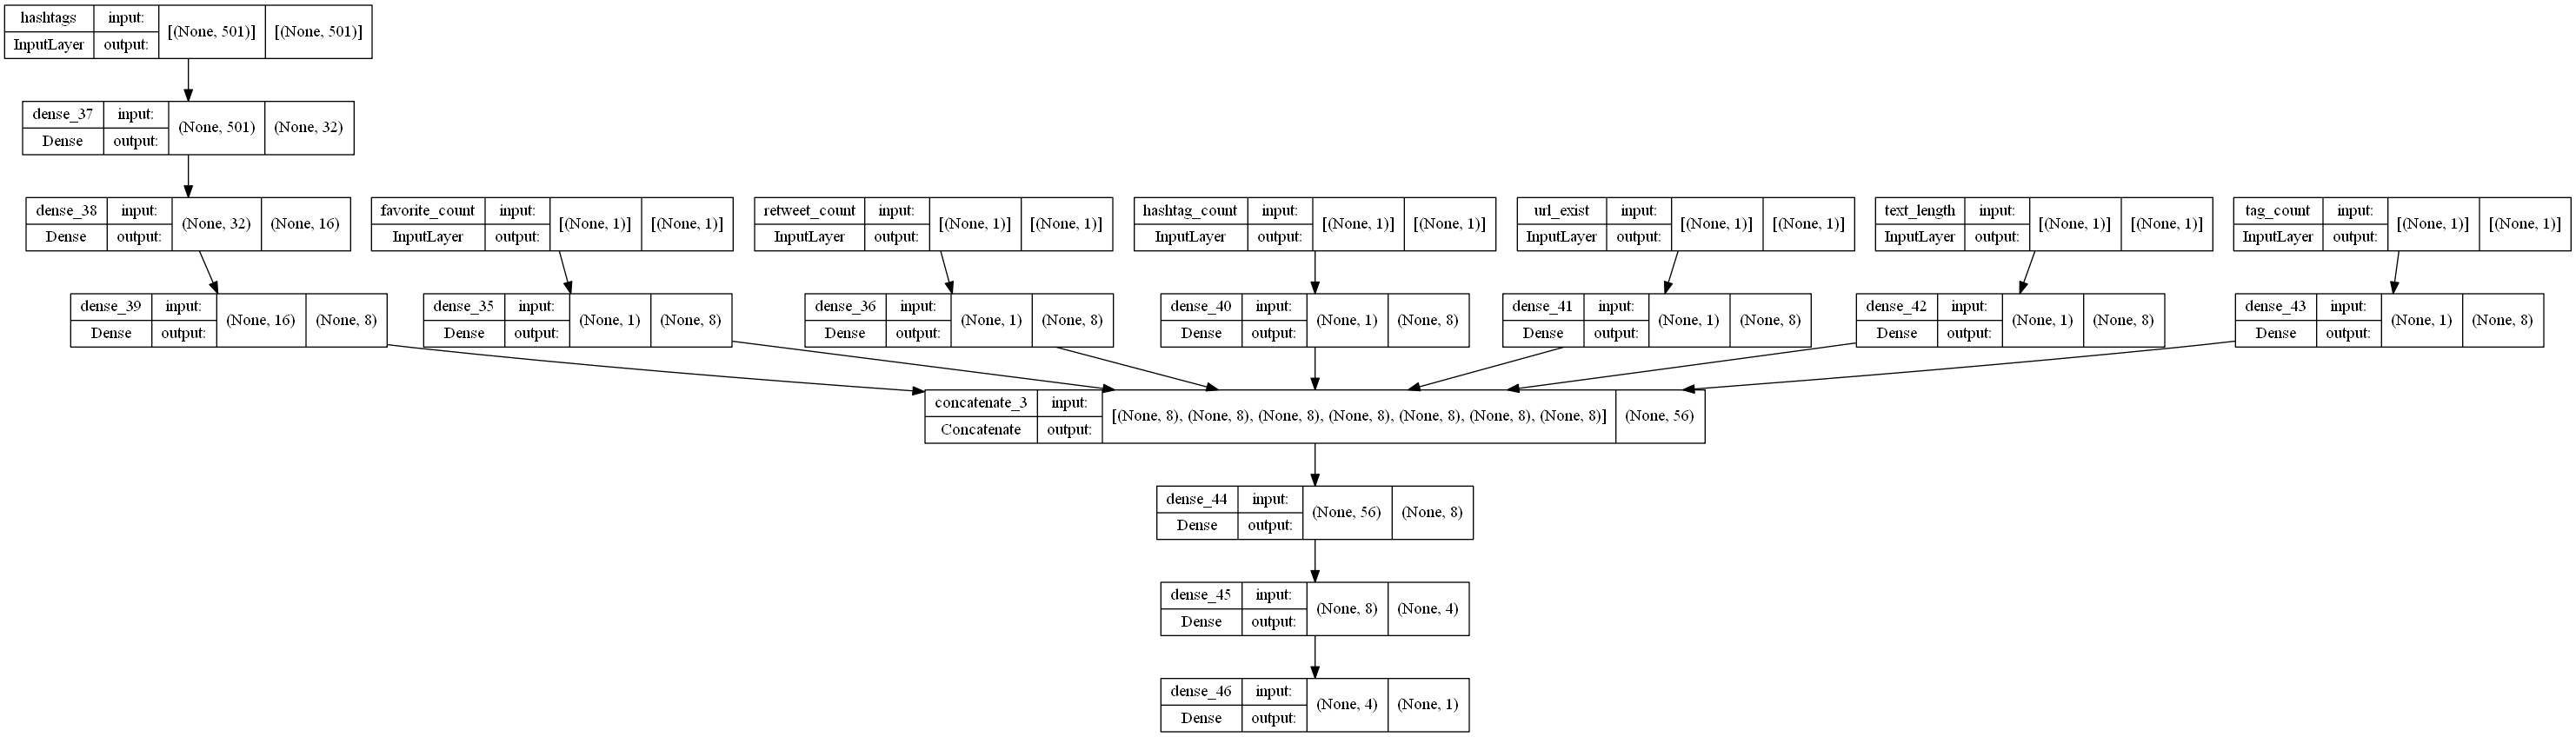 hashtags input: [(None, 501)] [(None, 501)]
InputLayer output:
dense_37 input: (None, 501) (None, 32)
Dense output:
dense_38 input: (None, 32) (None, 16)
Dense output:
favorite_count input: [(None, 1)] [(None, 1)]
InputLayer output:
retweet_count input: [(None, 1)] [(None, 1)]
InputLayer output:
hashtag_count input: [(None, 1)] [(None, 1)]
InputLayer output:
url_exist input: [(None, 1)] [(None, 1)]
InputLayer output:
text_length input: [(None, 1)] [(None, 1)]
InputLayer output:
tag_count input: [(None, 1)] [(None, 1)]
InputLayer output:
dense_39 input: (None, 16) (None, 8)
Dense output:
dense_35 input: (None, 1) (None, 8)
Dense output:
dense_36 input: (None, 1) (None, 8)
Dense output:
dense_40 input: (None, 1) (None, 8)
Dense output:
dense_41 input: (None, 1) (None, 8)
Dense output:
dense_42 input: (None, 1) (None, 8)
Dense output:
dense_43 input: (None, 1) (None, 8)
Dense output:
concatenate_3 input: [(None, 8), (None, 8), (None, 8), (None, 8), (None, 8), (None, 8), (None, 8)] (None, 56)
Concatenate output:
dense_44 input: (None, 56) (None, 8)
Dense output:
dense_45 input: (None, 8) (None, 4)
Dense output:
dense_46 input: (None, 4) (None, 1)
Dense output: